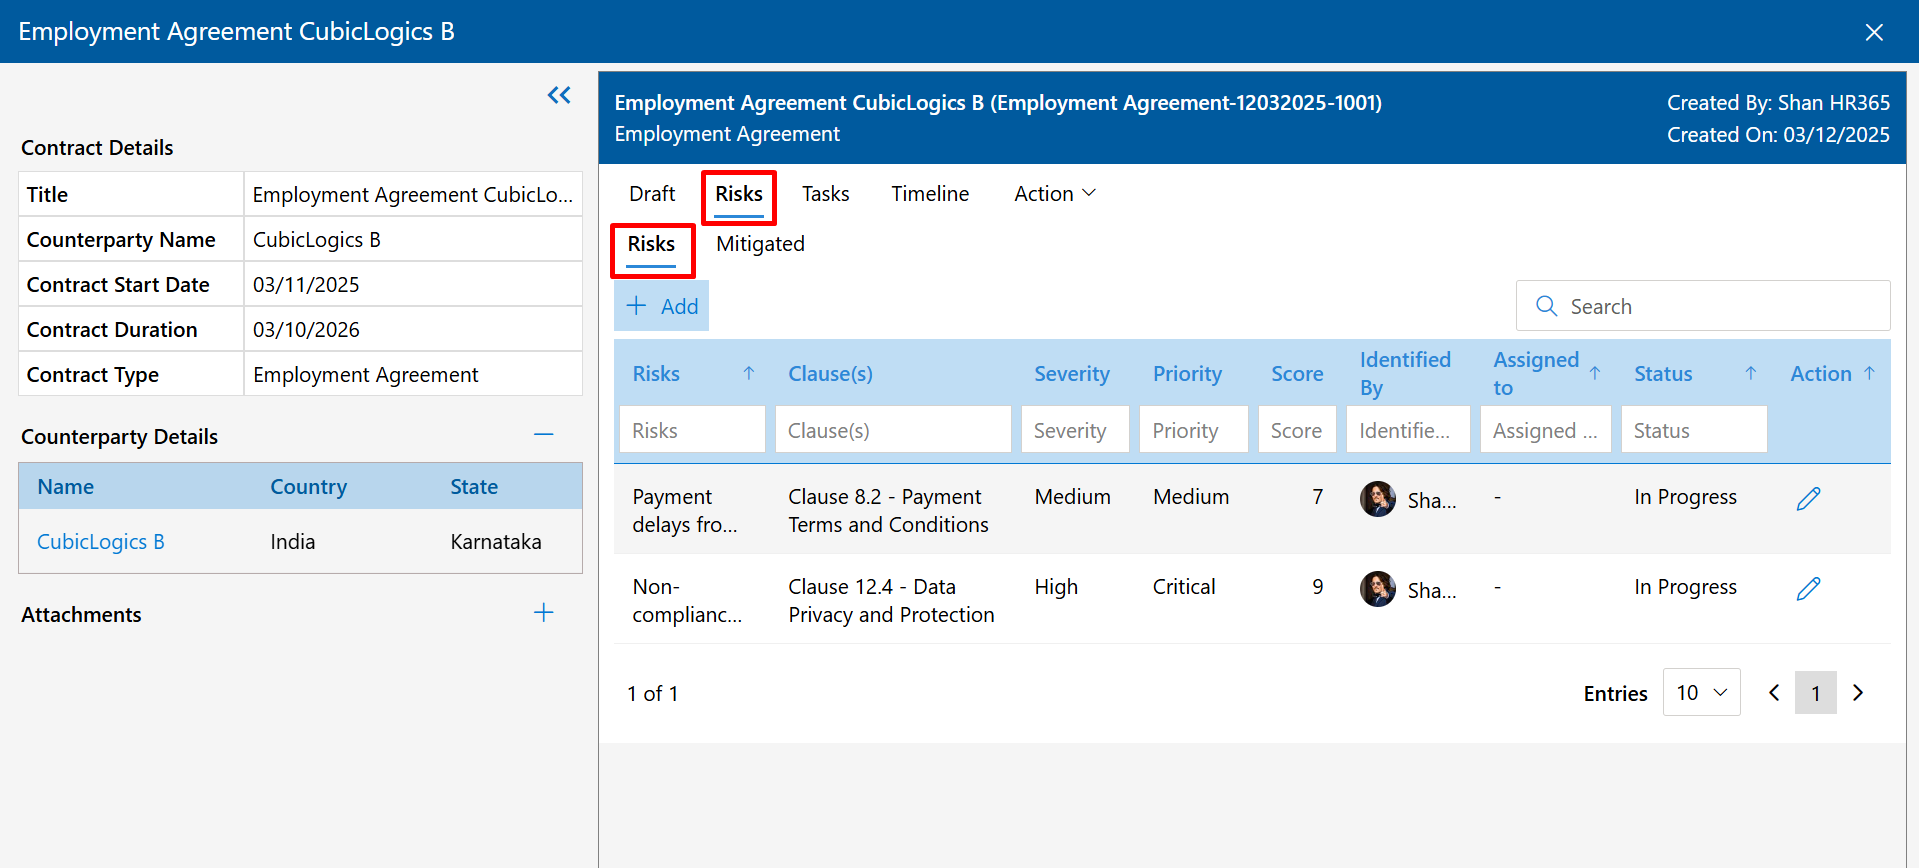 Employment Agreement CubicLogics B
Contract Details
Title Employment Agreement CubicLo...
Counterparty Name CubicLogics B
Contract Start Date 03/11/2025
Contract Duration 03/10/2026
Contract Type Employment Agreement
Counterparty Details
Name Country State
CubicLogics B India Karnataka
Attachments
Employment Agreement CubicLogics B (Employment Agreement-12032025-1001)
Employment Agreement
Created By: Shan HR365
Created On: 03/12/2025
Draft Risks Tasks Timeline Action
Risks Mitigated
Add
Search
Risks Clause(s) Severity Priority Score Identified By Assigned to Status Action
Risks Clause(s) Severity Priority Score Identifie... Assigned ... Status
Payment Clause 8.2 - Payment Medium Medium 7 Sha... - In Progress
delays fro... Terms and Conditions
Non- Clause 12.4 - Data High Critical 9 Sha... - In Progress
complianc... Privacy and Protection
1 of 1
Entries 10 1